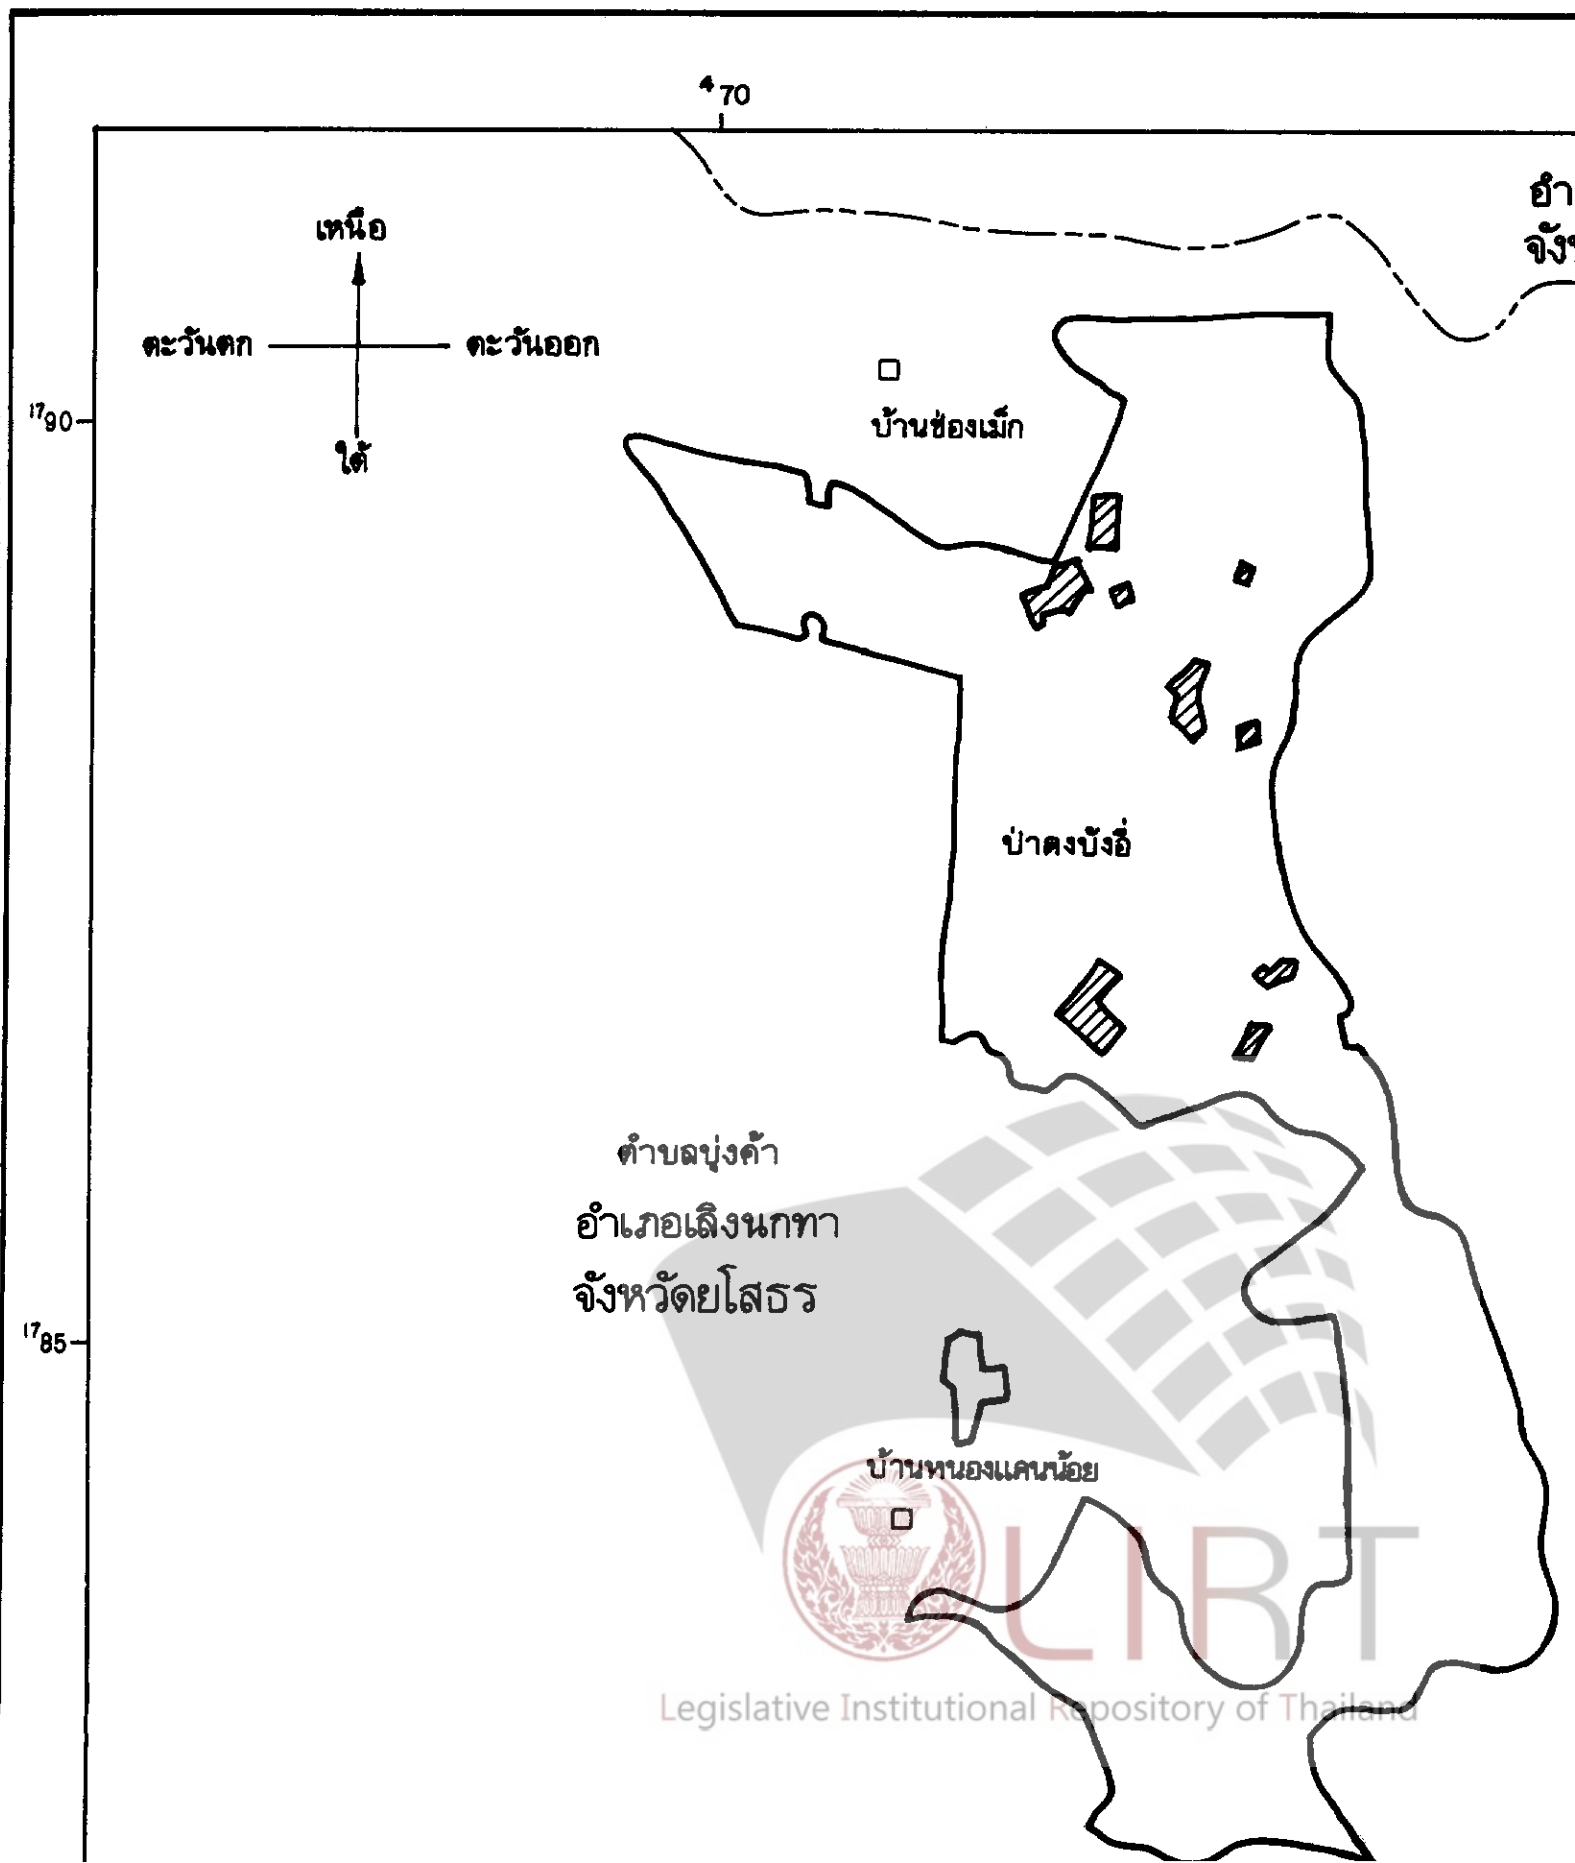 470
อำ
จัง
เหนือ
ตะวันตก
ตะวันออก
ใต้
1790
บ้านช่องเม็ก
ป่าดงบังอี่
ตำบลบุ่งค้า
อำเภอเลิงนกทา
จังหวัดยโสธร
1785
บ้านหนองแคนน้อย
LIRT
Legislative Institutional Repository of Thailand